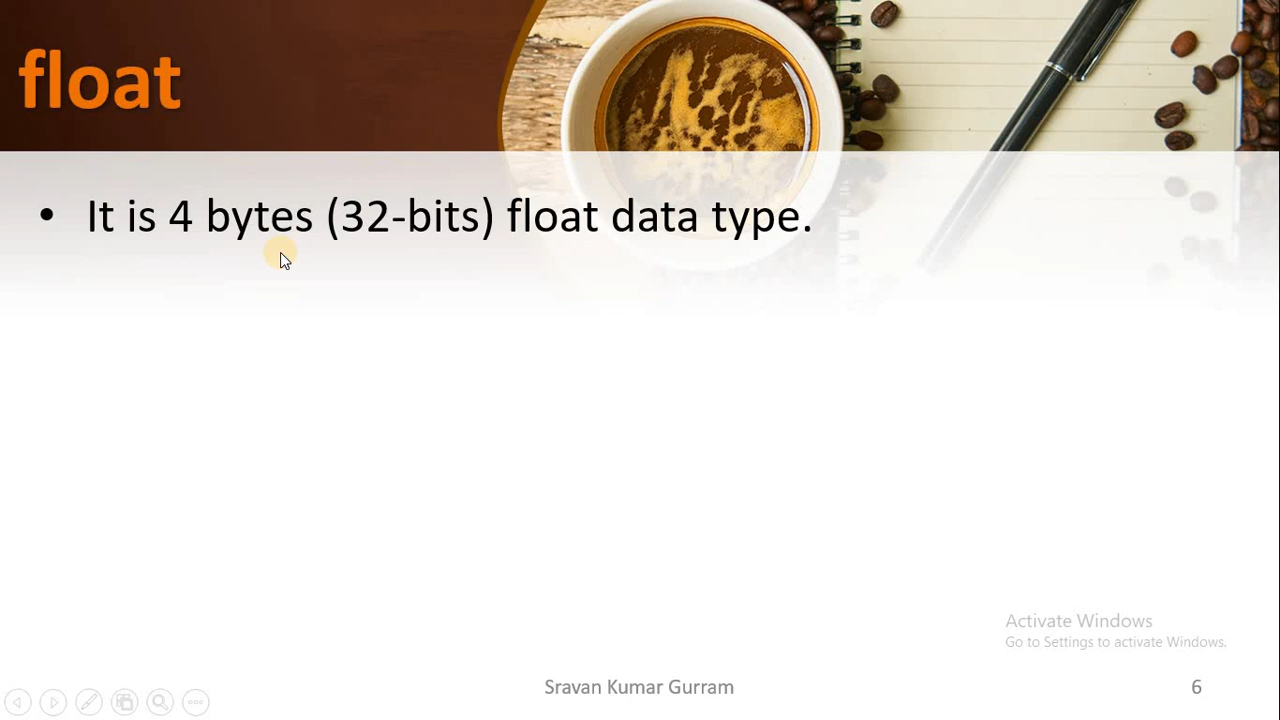 float
• It is 4 bytes (32-bits) float data type.
Activate Windows
Go to Settings to activate Windows.
Sravan Kumar Gurram
6